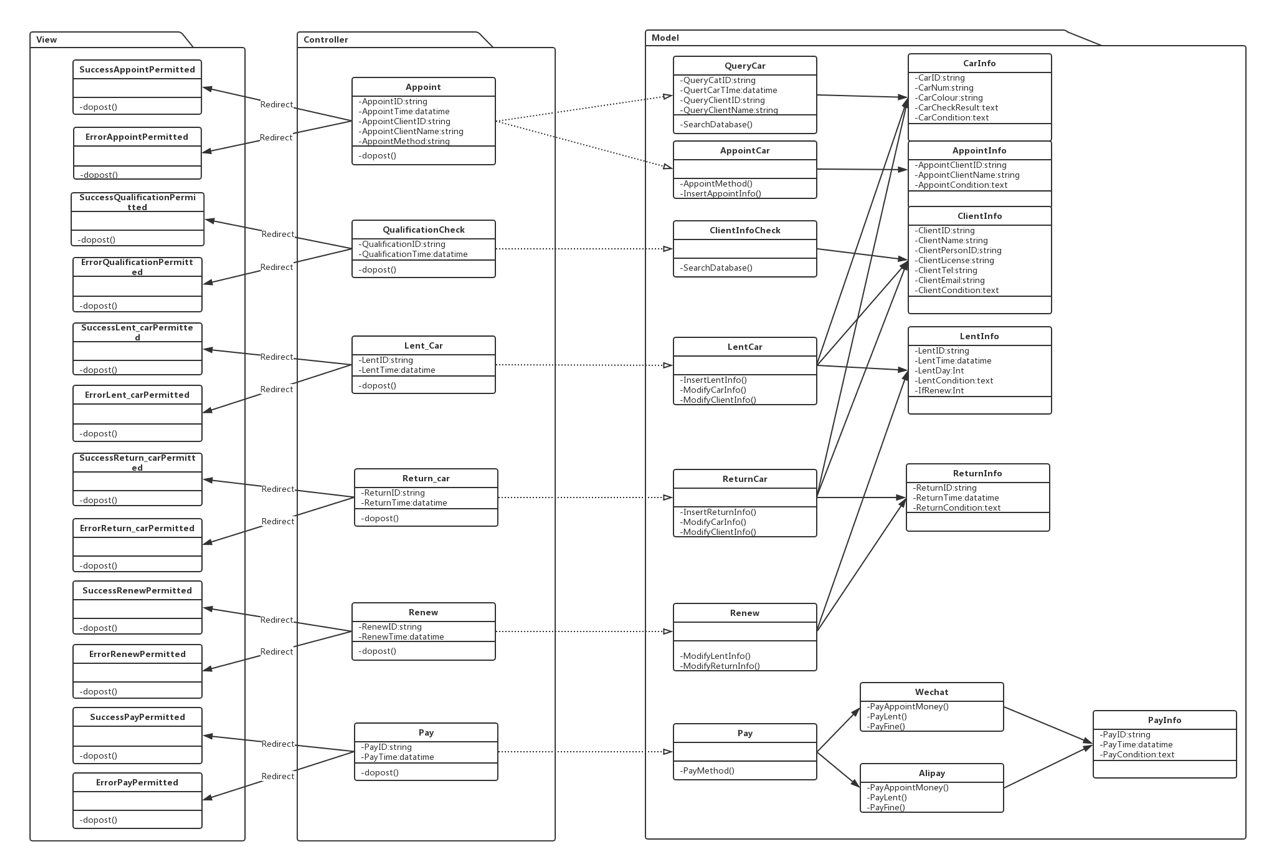 View
SuccessAppointPermitted
-dopost()
ErrorAppointPermitted
-dopost()
SuccessQualificationPermi
tted
-dopost()
ErrorQualificationPermitt
ed
-dopost()
SuccessLent_carPermitte
d
-dopost()
ErrorLent_carPermitted
-dopost()
SuccessReturn_carPermitt
ed
-dopost()
ErrorReturn_carPermitted
-dopost()
SuccessRenewPermitted
-dopost()
ErrorRenewPermitted
-dopost()
SuccessPayPermitted
-dopost()
ErrorPayPermitted
-dopost()
Redirect
Redirect
Redirect
Redirect
Redirect
Redirect
Redirect
Redirect
Redirect
Redirect
Redirect
Redirect
Controller
Appoint
-AppointID:string
-AppointTime:datatime
-AppointClientID:string
-AppointClientName:string
-AppointMethod:string
-dopost()
QualificationCheck
-QualificationID:string
-QualificationTime:datatime
-dopost()
Lent_Car
-LentID:string
-LentTime:datatime
-dopost()
Return_car
-ReturnID:string
-ReturnTime:datatime
-dopost()
Renew
-RenewID:string
-RenewTime:datatime
-dopost()
Pay
-PayID:string
-PayTime:datatime
-dopost()
Model
QueryCar
-QueryCatID:string
-QuertCarTIme:datatime
-QueryClientID:string
-QueryClientName:string
-SearchDatabase()
AppointCar
-AppointMethod()
-InsertAppointInfo()
ClientInfoCheck
-SearchDatabase()
LentCar
-InsertLentInfo()
-ModifyCarInfo()
-ModifyClientInfo()
ReturnCar
-InsertReturnInfo()
-ModifyCarInfo()
-ModifyClientInfo()
Renew
-ModifyLentInfo()
-ModifyReturnInfo()
Pay
-PayMethod()
CarInfo
-CarID:string
-CarNum:string
-CarColour:string
-CarCheckResult:text
-CarCondition:text
AppointInfo
-AppointClientID:string
-AppointClientName:string
-AppointCondition:text
ClientInfo
-ClientID:string
-ClientName:string
-ClientPersonID:string
-ClientLicense:string
-ClientTel:string
-ClientEmail:string
-ClientCondition:text
LentInfo
-LentID:string
-LentTime:datatime
-LentDay:Int
-LentCondition:text
-IfRenew:Int
ReturnInfo
-ReturnID:string
-ReturnTime:datatime
-ReturnCondition:text
Wechat
-PayAppointMoney()
-PayLent()
-PayFine()
Alipay
-PayAppointMoney()
-PayLent()
-PayFine()
PayInfo
-PayID:string
-PayTime:datatime
-PayCondition:text